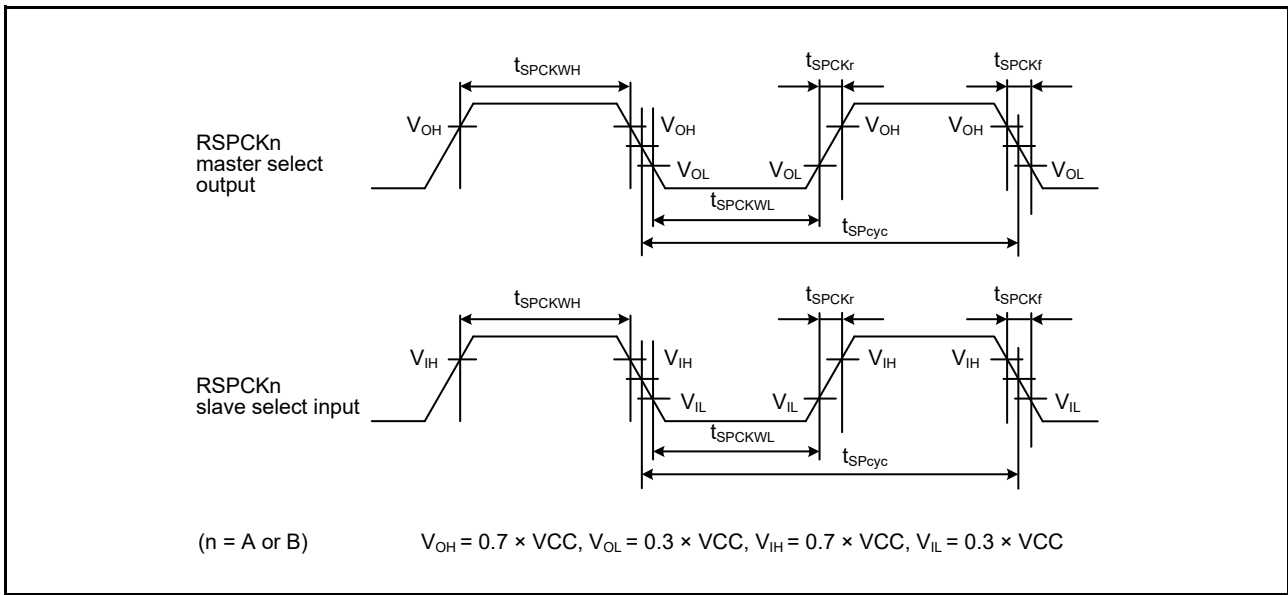 tSPCKWH
tSPCKr
tSPCKf
VOH
VOH
VOH
VOH
RSPCKn
master select
output
VOL
VOL
VOL
tSPCKWL
tSPcyc
tSPCKWH
tSPCKr
tSPCKf
VIH
VIH
VIH
VIH
RSPCKn
slave select input
VIL
VIL
VIL
tSPCKWL
tSPcyc
(n = A or B)
VOH = 0.7 × VCC, VOL = 0.3 × VCC, VIH = 0.7 × VCC, VIL = 0.3 × VCC